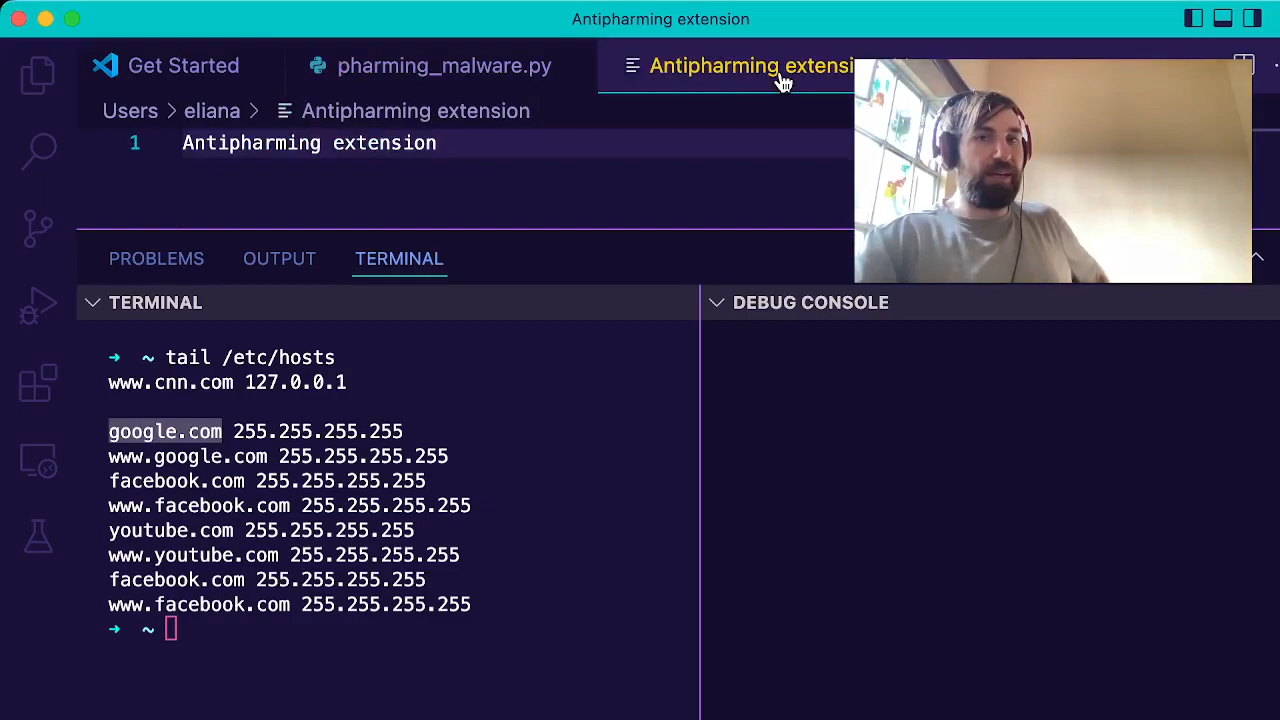 Antipharming extension
Get Started
pharming_malware.py
Antipharming extensi
Users > eliana > Antipharming extension
1 Antipharming extension
PROBLEMS OUTPUT TERMINAL
TERMINAL
DEBUG CONSOLE
➜ ~ tail /etc/hosts
www.cnn.com 127.0.0.1
google.com 255.255.255.255
www.google.com 255.255.255.255
facebook.com 255.255.255.255
www.facebook.com 255.255.255.255
youtube.com 255.255.255.255
www.youtube.com 255.255.255.255
facebook.com 255.255.255.255
www.facebook.com 255.255.255.255
➜ ~